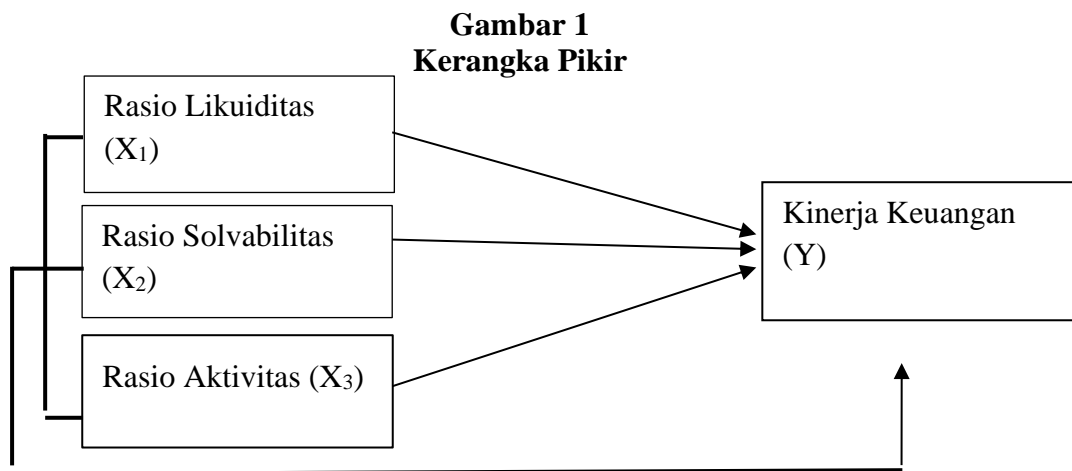 Gambar 1
Kerangka Pikir
Rasio Likuiditas
(X₁)
Rasio Solvabilitas
(X₂)
Rasio Aktivitas (X₃)
Kinerja Keuangan
(Y)